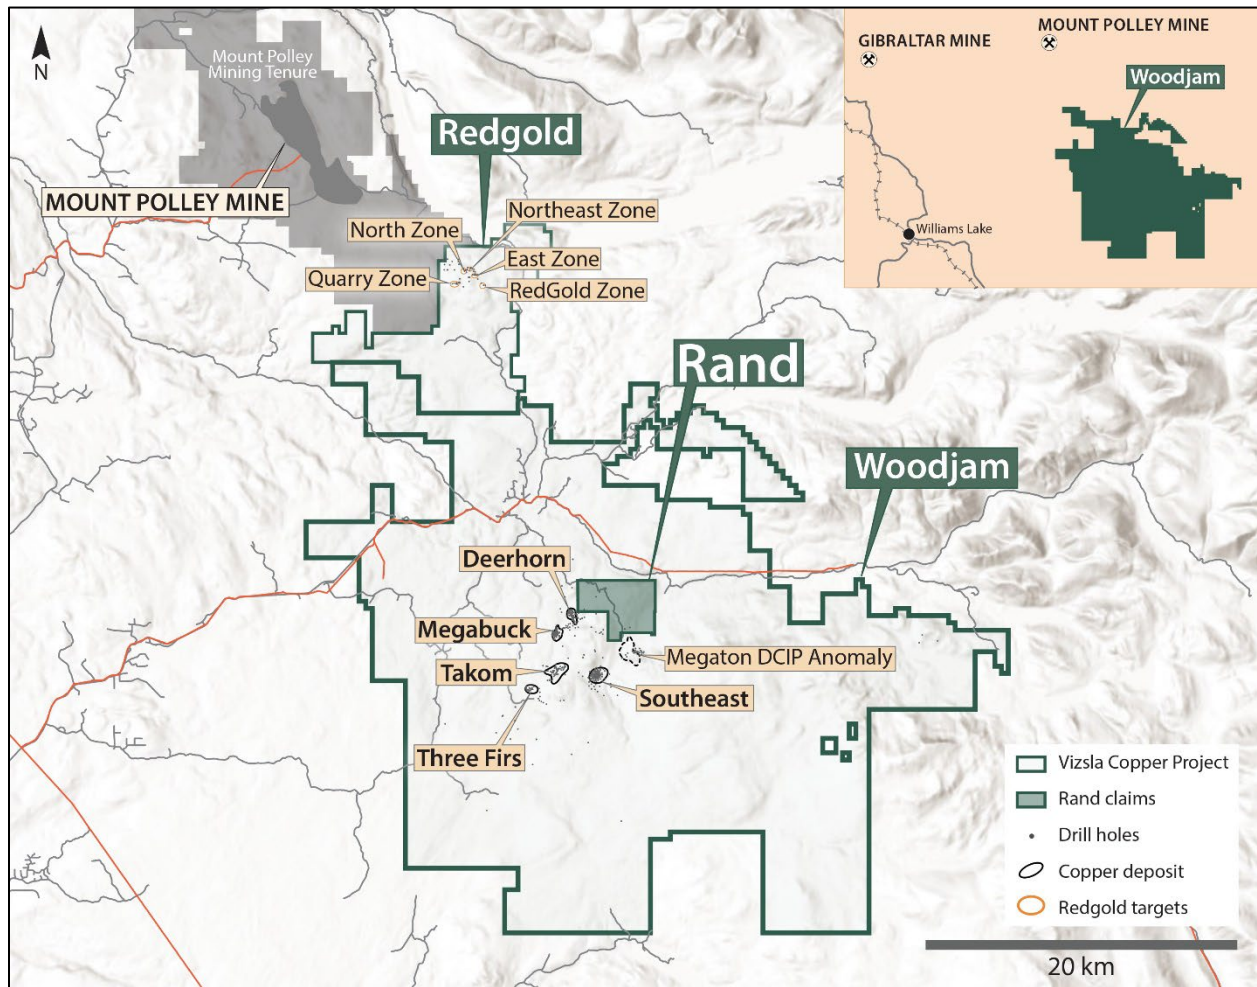 N
Mount Polley
Mining Tenure
MOUNT POLLEY MINE
Redgold
North Zone
Northeast Zone
East Zone
Quarry Zone
RedGold Zone
GIBRALTAR MINE
MOUNT POLLEY MINE
Woodjam
Williams Lake
Rand
Woodjam
Deerhorn
Megabuck
Megaton DCIP Anomaly
Takom
Southeast
Three Firs
Vizsla Copper Project
Rand claims
Drill holes
Copper deposit
Redgold targets
20 km